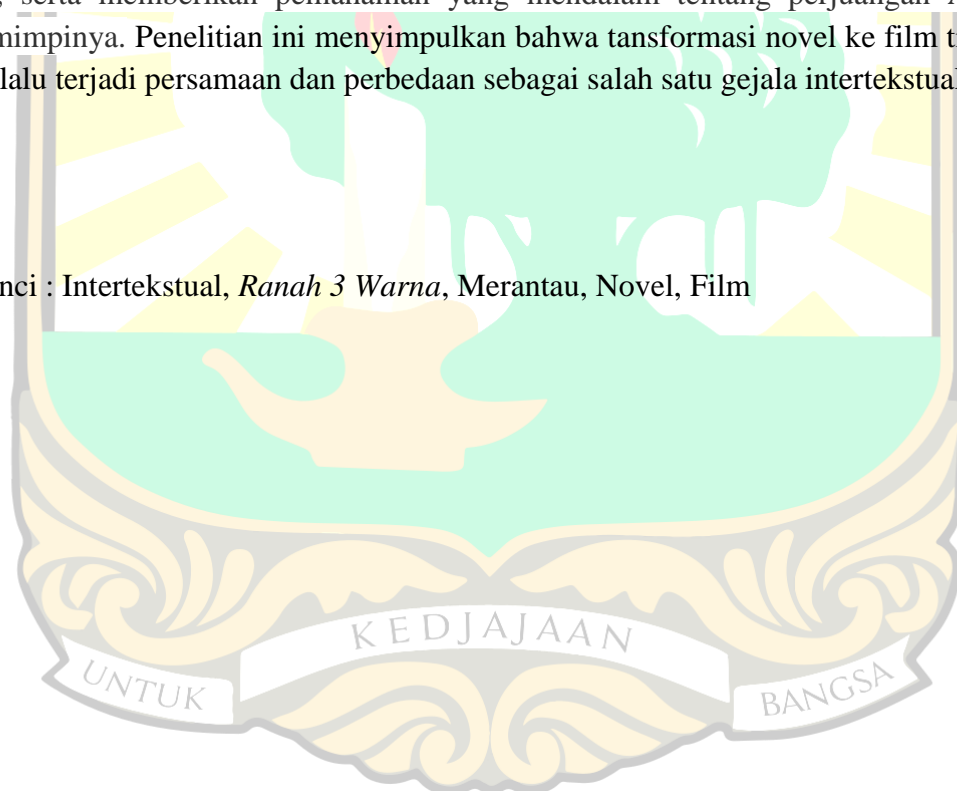 serta memberikan pemahaman yang mendalam tentang perjuangan
mimpinya. Penelitian ini menyimpulkan bahwa tansformasi novel ke film
lalu terjadi persamaan dan perbedaan sebagai salah satu gejala intertekstual
nci : Intertekstual, Ranah 3 Warna, Merantau, Novel, Film
UNTUK KEDJAJAAN BANGSA